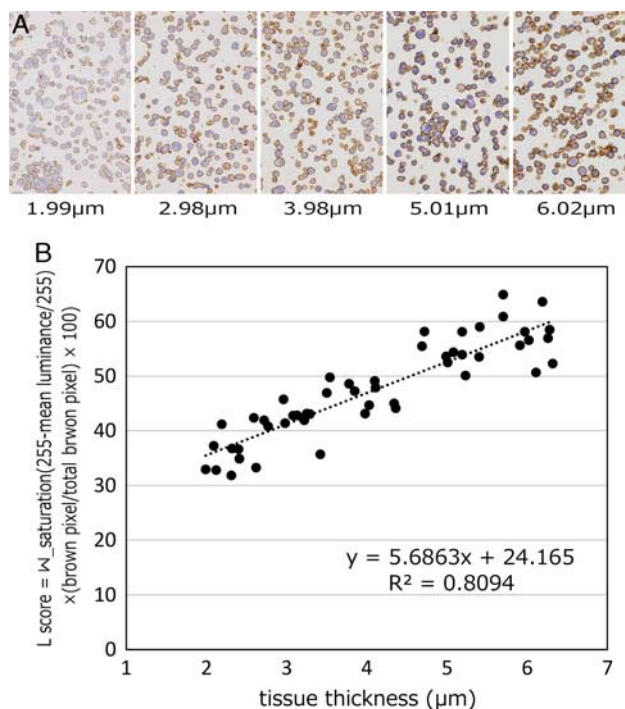 A
1.99µm 2.98µm 3.98µm 5.01µm 6.02µm
B
L score = W_saturation(255-mean luminance/255)
x(brown pixel/total brwon pixel) x 100)
70
60
50
40
30
20
10
0
y = 5.6863x + 24.165
R² = 0.8094
1 2 3 4 5 6 7
tissue thickness (µm)